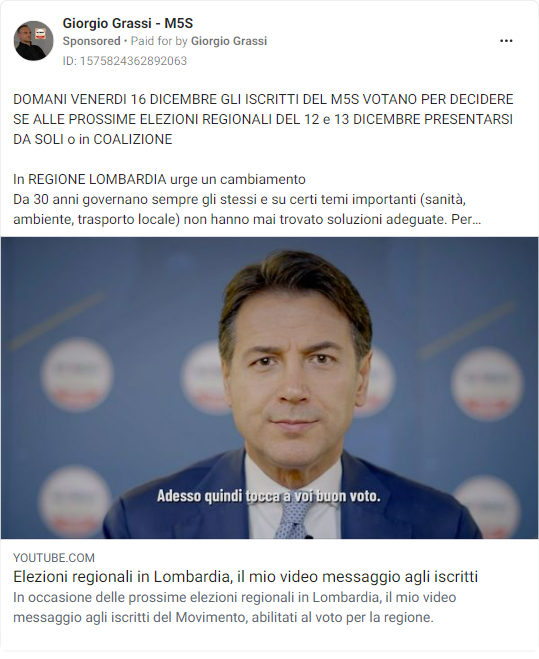 Giorgio Grassi - M5S
Sponsored • Paid for by Giorgio Grassi
ID: 1575824362892063
DOMANI VENERDI 16 DICEMBRE GLI ISCRITTI DEL M5S VOTANO PER DECIDERE
SE ALLE PROSSIME ELEZIONI REGIONALI DEL 12 e 13 DICEMBRE PRESENTARSI
DA SOLI o in COALIZIONE
In REGIONE LOMBARDIA urge un cambiamento
Da 30 anni governano sempre gli stessi e su certi temi importanti (sanità,
ambiente, trasporto locale) non hanno mai trovato soluzioni adeguate. Per...
Adesso quindi tocca a voi buon voto.
YOUTUBE.COM
Elezioni regionali in Lombardia, il mio video messaggio agli iscritti
In occasione delle prossime elezioni regionali in Lombardia, il mio video
messaggio agli iscritti del Movimento, abilitati al voto per la regione.